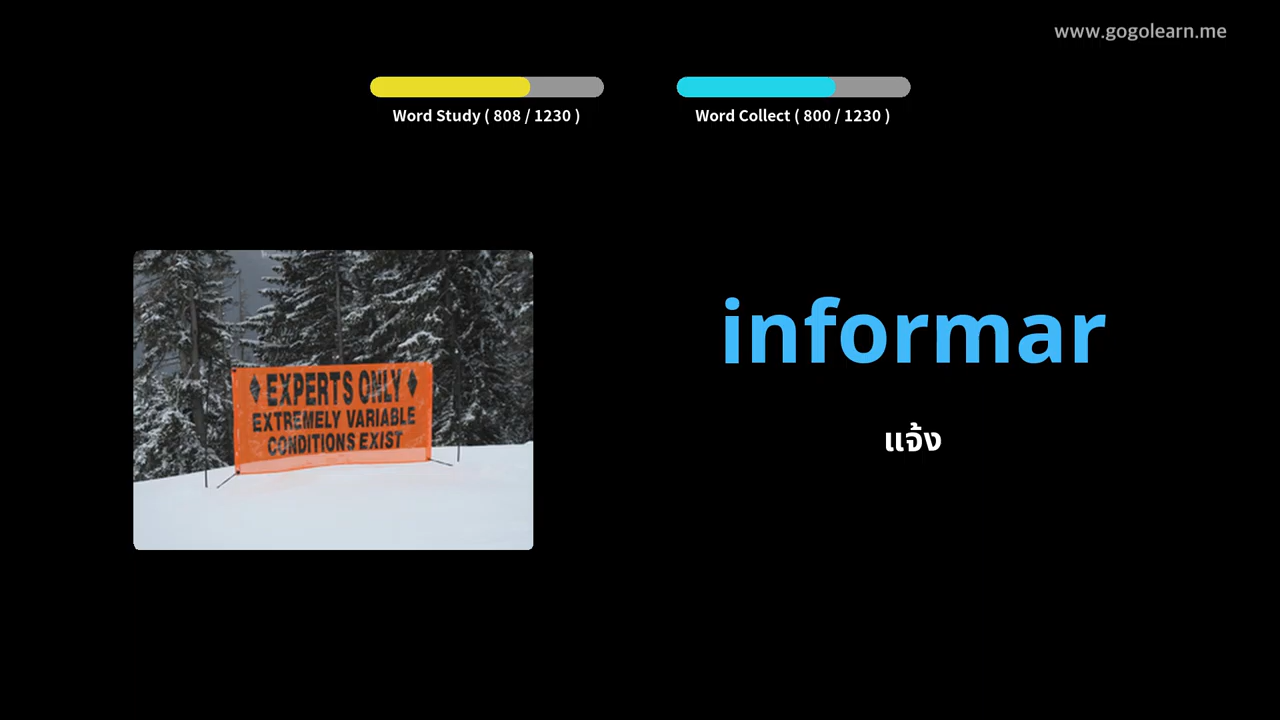 www.gogolearn.me
Word Study ( 808 / 1230 )
Word Collect ( 800 / 1230 )
EXPERTS ONLY
EXTREMELY VARIABLE
CONDITIONS EXIST
informar
แจ้ง